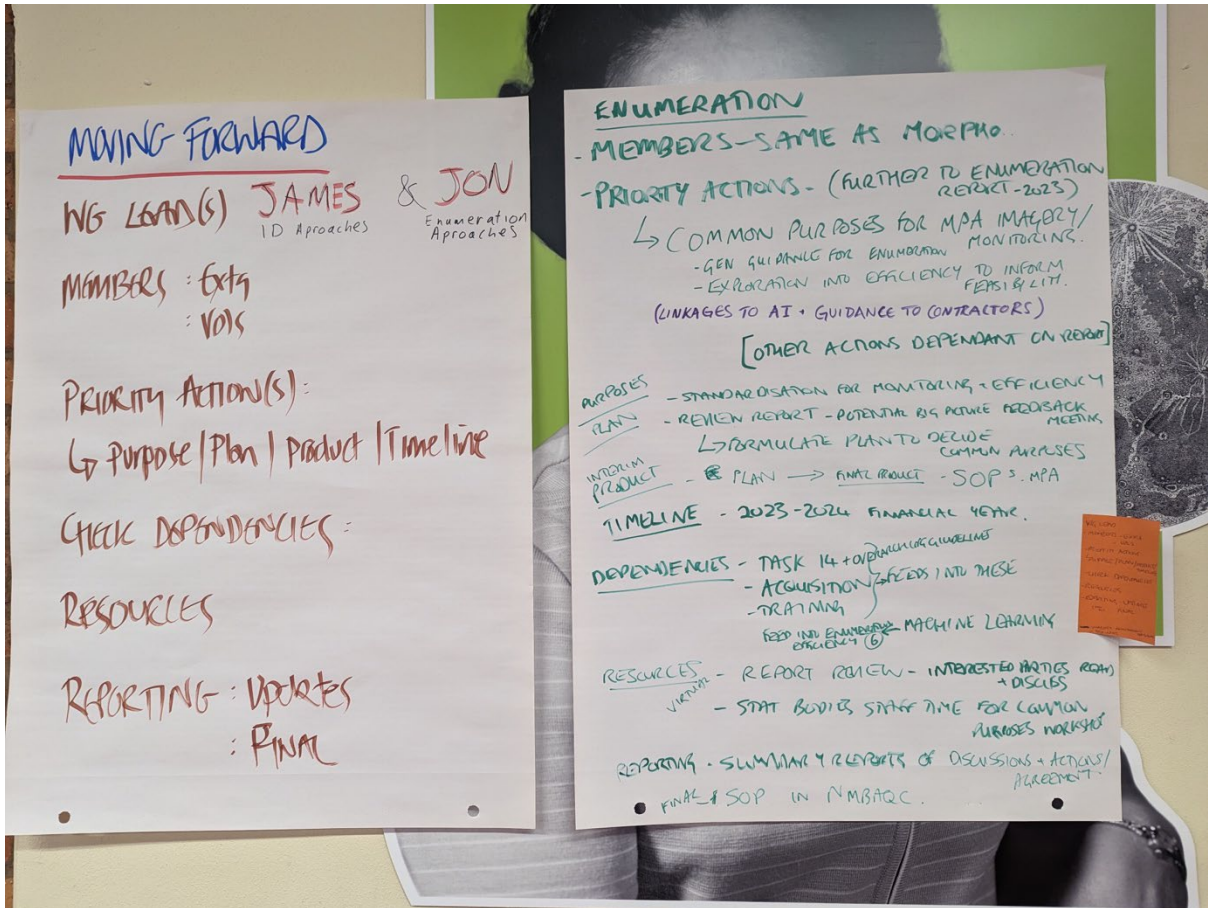 MOVING FORWARD
WG LEAD(S) JAMES & JON
ID Aproaches
Enumeration
Aproaches
MEMBERS : Extg
: VOLS
PRIORITY ACTION(S) :
↳ Purpose / Plan / Product / Timeline
CHECK DEPENDENCIES :
RESOURCES
REPORTING : UPDATES
: FINAL
ENUMERATION
- MEMBERS - SAME AS MORPHO.
- PRIORITY ACTIONS - (FURTHER TO ENUMERATION
REPORT - 2023)
↳ COMMON PURPOSES FOR MPA IMAGERY/
MONITORING.
- GEN GUIDANCE FOR ENUMERATION
- EXPLORATION INTO EFFICIENCY TO INFORM
(LINKAGES TO AI + GUIDANCE TO CONTRACTORS)
[OTHER ACTIONS DEPENDANT ON REPORT]
PURPOSES - STANDARDISATION FOR MONITORING + EFFICIENCY
PLAN - REVIEW REPORT - POTENTIAL BIG PICTURE FEEDBACK
MEETING
↳ FORMULATE PLAN TO DECIDE
COMMON PURPOSES
INTERIM
PRODUCT - PLAN → FINAL PRODUCT - SOPs. MPA
TIMELINE - 2023-2024 FINANCIAL YEAR.
DEPENDENCIES - TASK 14 + OVERARCHING GUIDELINES
- ACQUISITION } FEEDS INTO THESE
- TRAINING
FEED INTO ENUMERATION ← MACHINE LEARNING
EFFICIENCY ⑥
RESOURCES - REPORT REVIEW - INTERESTED PARTIES READ
+ DISCUSS
VIRTUAL
- STAT BODIES STAFF TIME FOR COMMON
PURPOSES WORKSHOP
REPORTING - SUMMARY REPORTS OF DISCUSSIONS + ACTIONS/
AGREEMENT
FINAL SOP IN NMBAQC.
WG LEAD